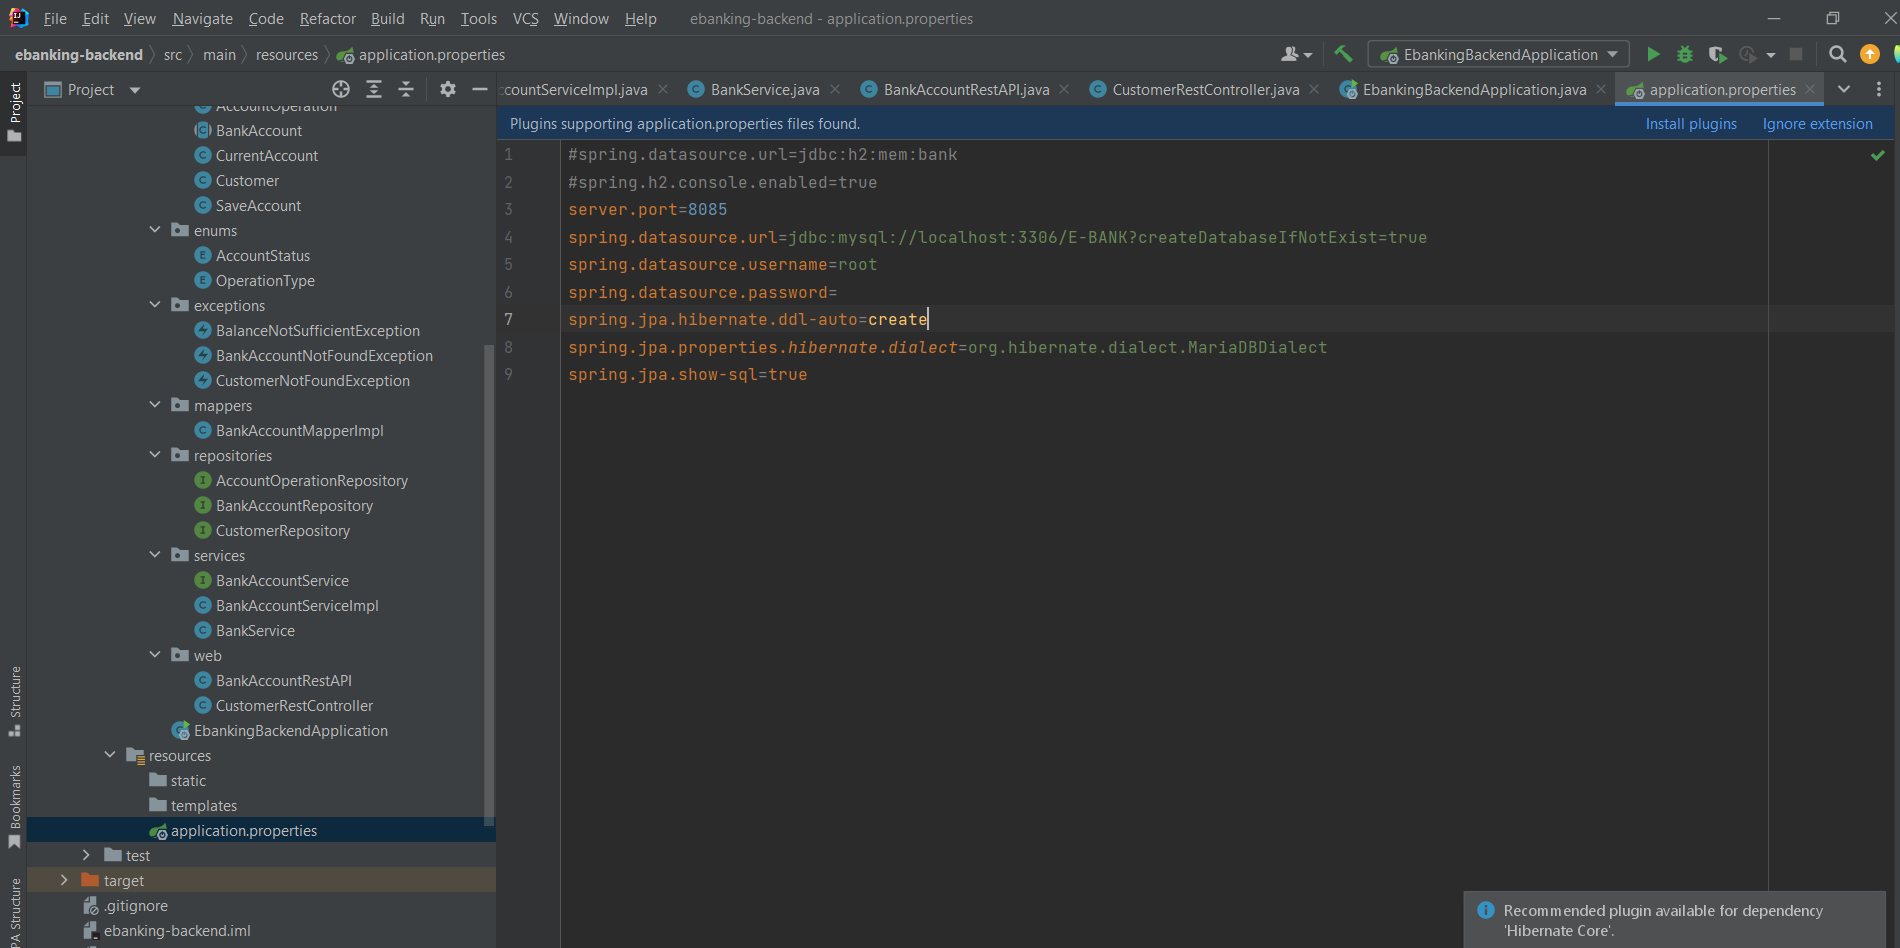 File Edit View Navigate Code Refactor Build Run Tools VCS Window Help ebanking-backend - application.properties
ebanking-backend src main resources application.properties EbankingBackendApplication
Project
countServiceImpl.java BankService.java BankAccountRestAPI.java CustomerRestController.java EbankingBackendApplication.java application.properties
Plugins supporting application.properties files found. Install plugins Ignore extension
Project
Structure
Bookmarks
PA Structure
AccountOperation
BankAccount
CurrentAccount
Customer
SaveAccount
enums
AccountStatus
OperationType
exceptions
BalanceNotSufficientException
BankAccountNotFoundException
CustomerNotFoundException
mappers
BankAccountMapperImpl
repositories
AccountOperationRepository
BankAccountRepository
CustomerRepository
services
BankAccountService
BankAccountServiceImpl
BankService
web
BankAccountRestAPI
CustomerRestController
EbankingBackendApplication
resources
static
templates
application.properties
test
target
.gitignore
ebanking-backend.iml
1 #spring.datasource.url=jdbc:h2:mem:bank
2 #spring.h2.console.enabled=true
3 server.port=8085
4 spring.datasource.url=jdbc:mysql://localhost:3306/E-BANK?createDatabaseIfNotExist=true
5 spring.datasource.username=root
6 spring.datasource.password=
7 spring.jpa.hibernate.ddl-auto=create
8 spring.jpa.properties.hibernate.dialect=org.hibernate.dialect.MariaDBDialect
9 spring.jpa.show-sql=true
Recommended plugin available for dependency
'Hibernate Core'.